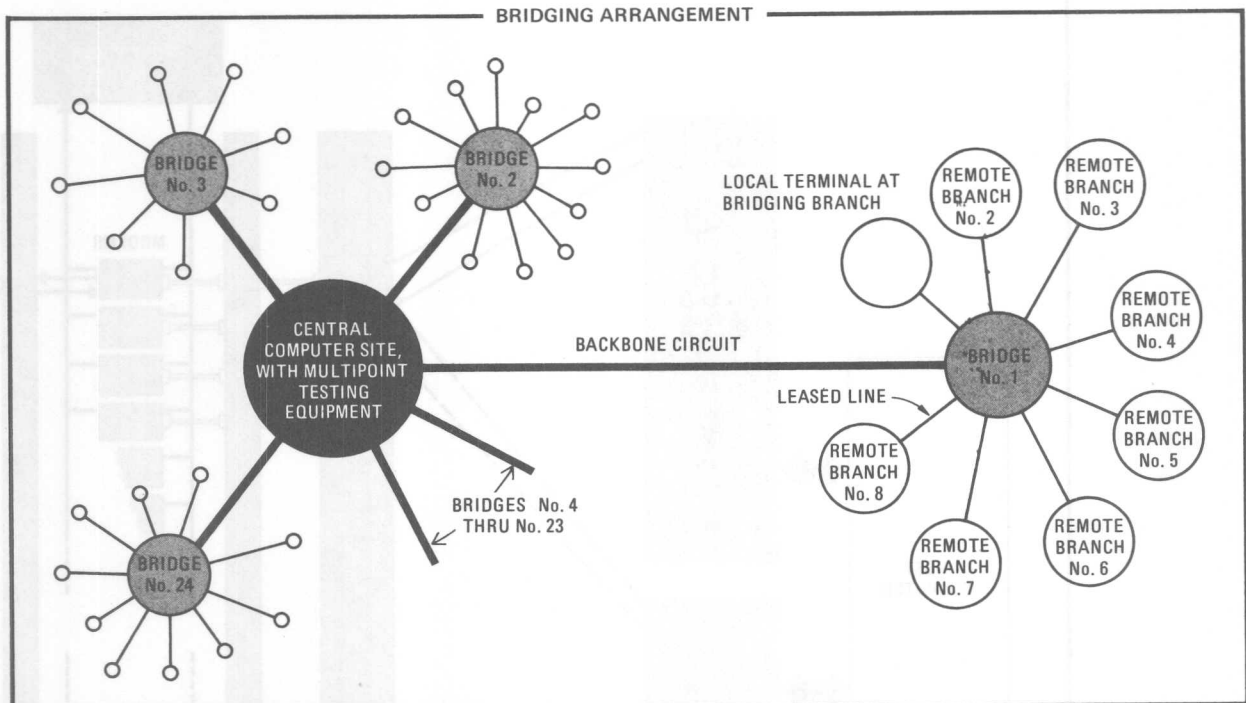 BRIDGING ARRANGEMENT
BRIDGE
No. 3
BRIDGE
No. 2
LOCAL TERMINAL AT
BRIDGING BRANCH
REMOTE
BRANCH
No. 2
REMOTE
BRANCH
No. 3
REMOTE
BRANCH
No. 4
CENTRAL
COMPUTER SITE,
WITH MULTIPOINT
TESTING
EQUIPMENT
BACKBONE CIRCUIT
BRIDGE
No. 1
LEASED LINE
REMOTE
BRANCH
No. 5
REMOTE
BRANCH
No. 8
BRIDGES No. 4
THRU No. 23
REMOTE
BRANCH
No. 6
REMOTE
BRANCH
No. 7
BRIDGE
No. 24